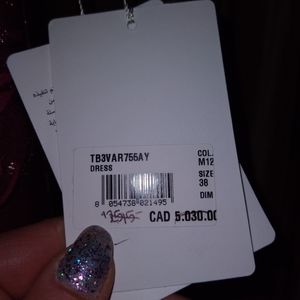 TB3VAR755AY
DRESS
COL.
M12
SIZE
38
DIM
8 054738 021495
CAD 5.030.00